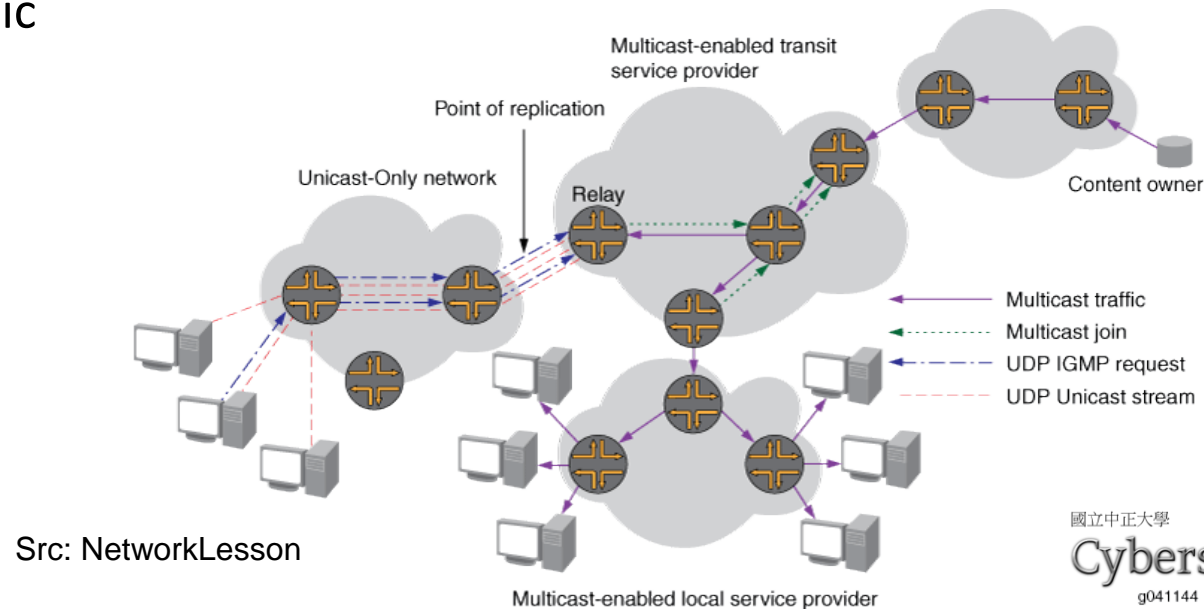 Multicast-enabled transit
service provider
Point of replication
Unicast-Only network
Relay
Content owner
Multicast traffic
Multicast join
UDP IGMP request
UDP Unicast stream
Src: NetworkLesson
國立中正大學
Cybers
g041144
Multicast-enabled local service provider